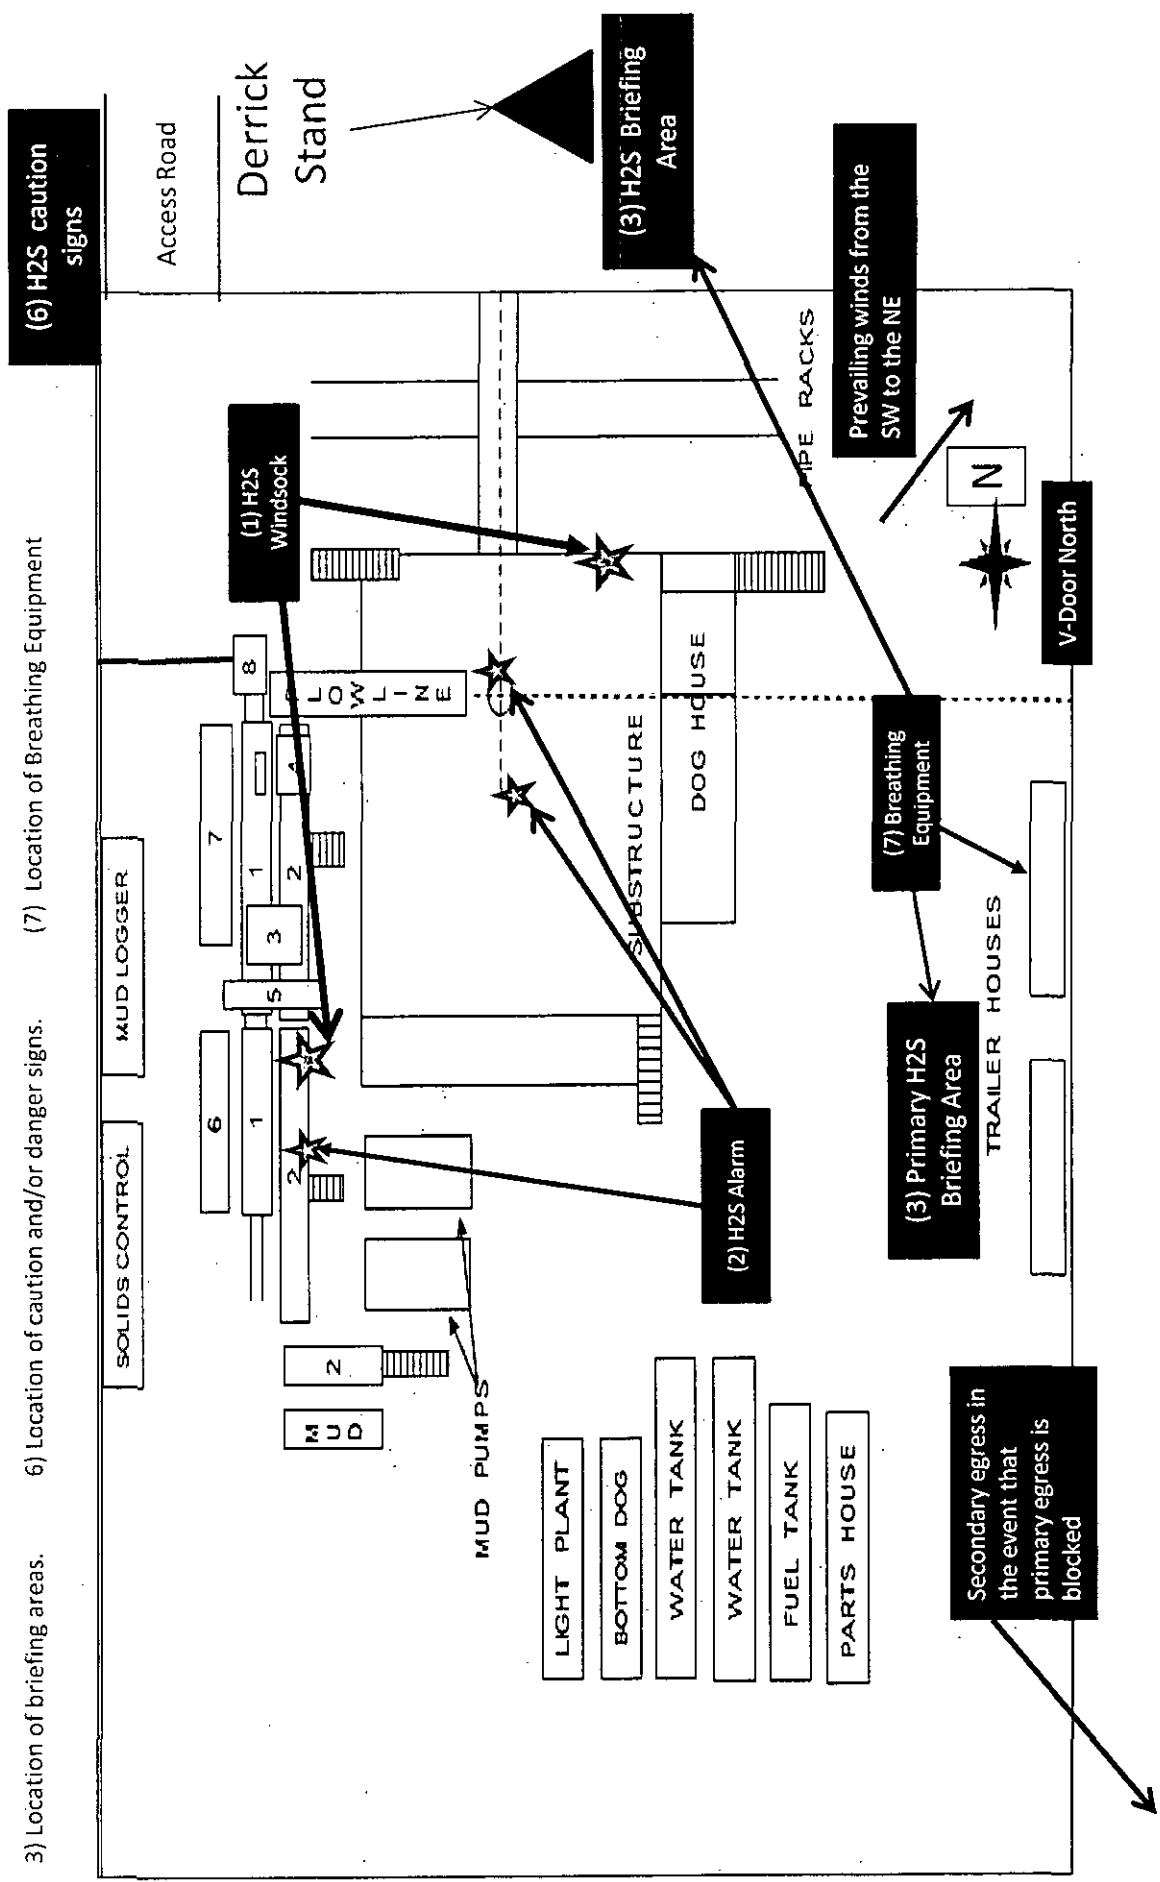 3) Location of briefing areas.
6) Location of caution and/or danger signs.
(7) Location of Breathing Equipment
(6) H2S caution
signs
Access Road
Derrick
Stand
(3) H2S Briefing
Area
(1) H2S
Windsock
SOLIDS CONTROL
MUD LOGGER
6
7
1
1
8
5
3
2
2
4
2
MUD
LOW LINE
MUD PUMPS
SUBSTRUCTURE
DOG HOUSE
PIPE RACKS
Prevailing winds from the
SW to the NE
N
V-Door North
(7) Breathing
Equipment
(2) H2S Alarm
(3) Primary H2S
Briefing Area
TRAILER HOUSES
LIGHT PLANT
BOTTOM DOG
WATER TANK
WATER TANK
FUEL TANK
PARTS HOUSE
Secondary egress in
the event that
primary egress is
blocked